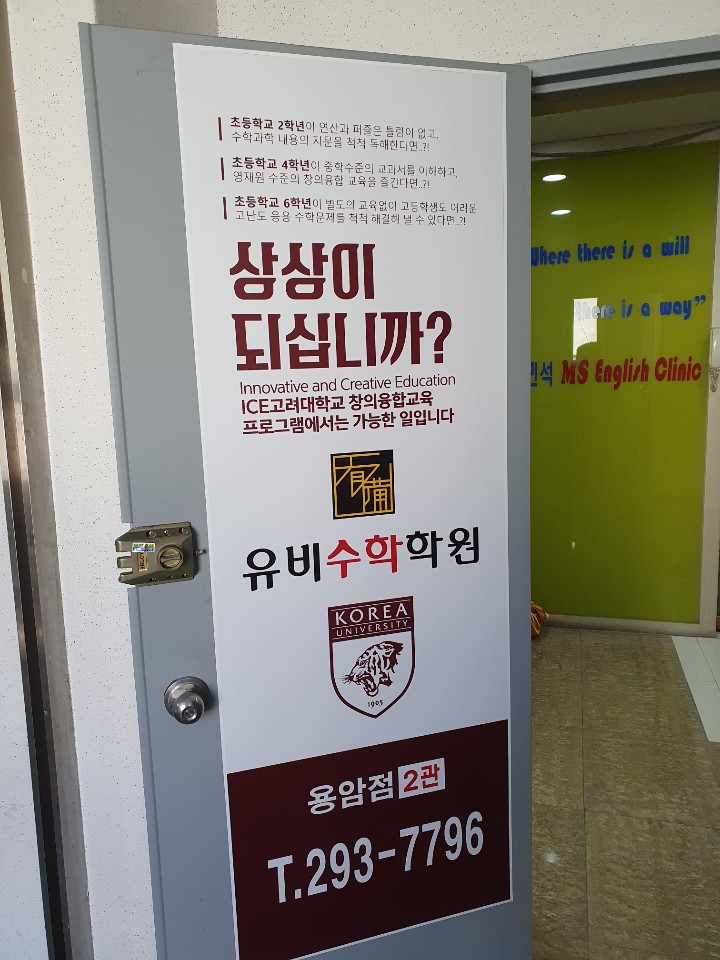 초등학교 2학년이 연산과 퍼즐은 틀림이 없고,
수학과학 내용의 지문을 척척 독해한다면..?!
초등학교 4학년이 중학수준의 교과서를 이해하고,
영재원 수준의 창의융합 교육을 즐긴다면..?!
초등학교 6학년이 별도의 교육없이 고등학생도 어려운
고난도 응용 수학문제를 척척 해결해 낼 수 있다면..?!
상상이
되십니까?
Innovative and Creative Education
ICE고려대학교 창의융합교육
프로그램에서는 가능한 일입니다
有備
유비수학학원
KOREA
UNIVERSITY
1905
용암점 2관
T.293-7796
Where there is a will
there is a way”
민석 MS English Clinic